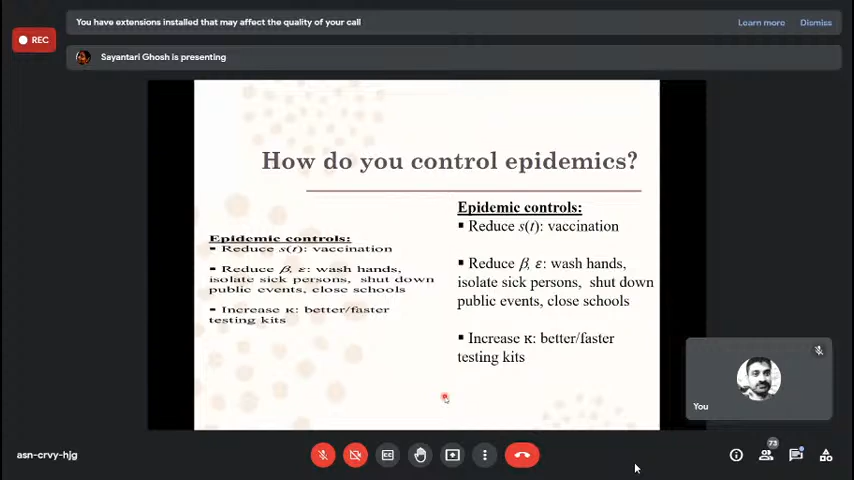 You have extensions installed that may affect the quality of your call
Learn more
Dismiss
REC
Sayantari Ghosh is presenting
How do you control epidemics?
Epidemic controls:
▪ Reduce s(t): vaccination
▪ Reduce β, ε: wash hands,
isolate sick persons, shut down
public events, close schools
▪ Increase κ: better/faster
testing kits
Epidemic controls:
▪ Reduce s(t): vaccination
▪ Reduce β, ε: wash hands,
isolate sick persons, shut down
public events, close schools
▪ Increase κ: better/faster
testing kits
You
asn-crvy-hjg
CC
73